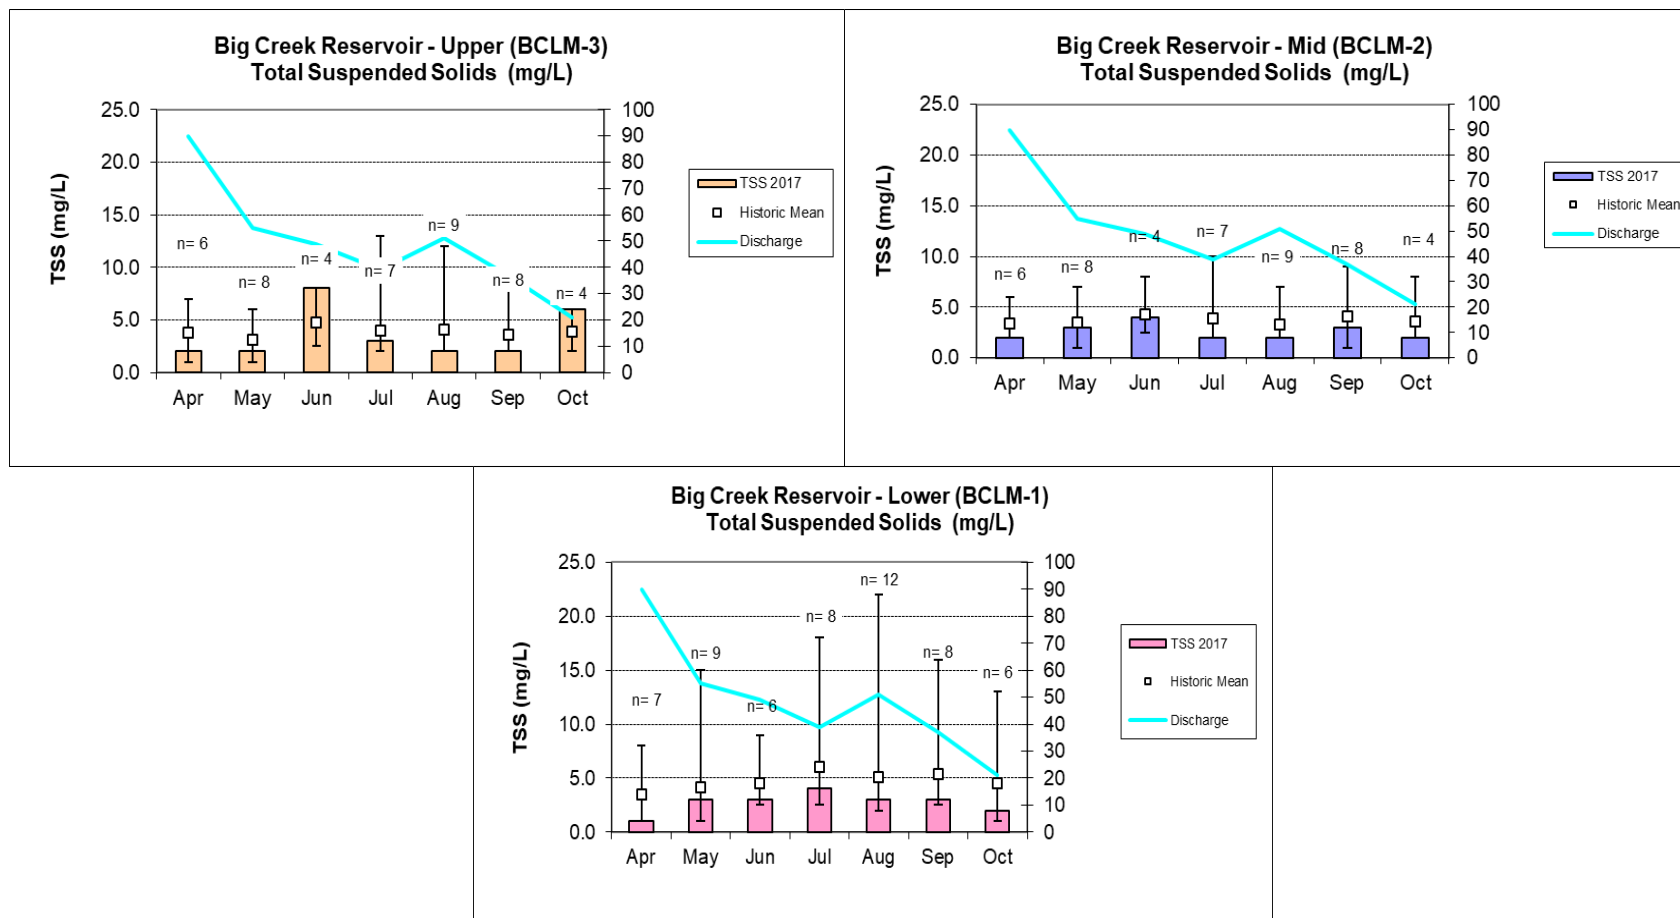 Big Creek Reservoir - Upper (BCLM-3)
Total Suspended Solids (mg/L)
TSS (mg/L)
25.0
20.0
15.0
10.0
5.0
0.0
100
90
80
70
60
50
40
30
20
10
0
n= 6
n= 8
n= 4
n= 7
n= 9
n= 8
n= 4
Apr May Jun Jul Aug Sep Oct
TSS 2017
Historic Mean
Discharge
Big Creek Reservoir - Mid (BCLM-2)
Total Suspended Solids (mg/L)
TSS (mg/L)
25.0
20.0
15.0
10.0
5.0
0.0
100
90
80
70
60
50
40
30
20
10
0
n= 6
n= 8
n= 4
n= 7
n= 9
n= 8
n= 4
Apr May Jun Jul Aug Sep Oct
TSS 2017
Historic Mean
Discharge
Big Creek Reservoir - Lower (BCLM-1)
Total Suspended Solids (mg/L)
TSS (mg/L)
25.0
20.0
15.0
10.0
5.0
0.0
100
90
80
70
60
50
40
30
20
10
0
n= 7
n= 9
n= 6
n= 8
n= 12
n= 8
n= 6
Apr May Jun Jul Aug Sep Oct
TSS 2017
Historic Mean
Discharge